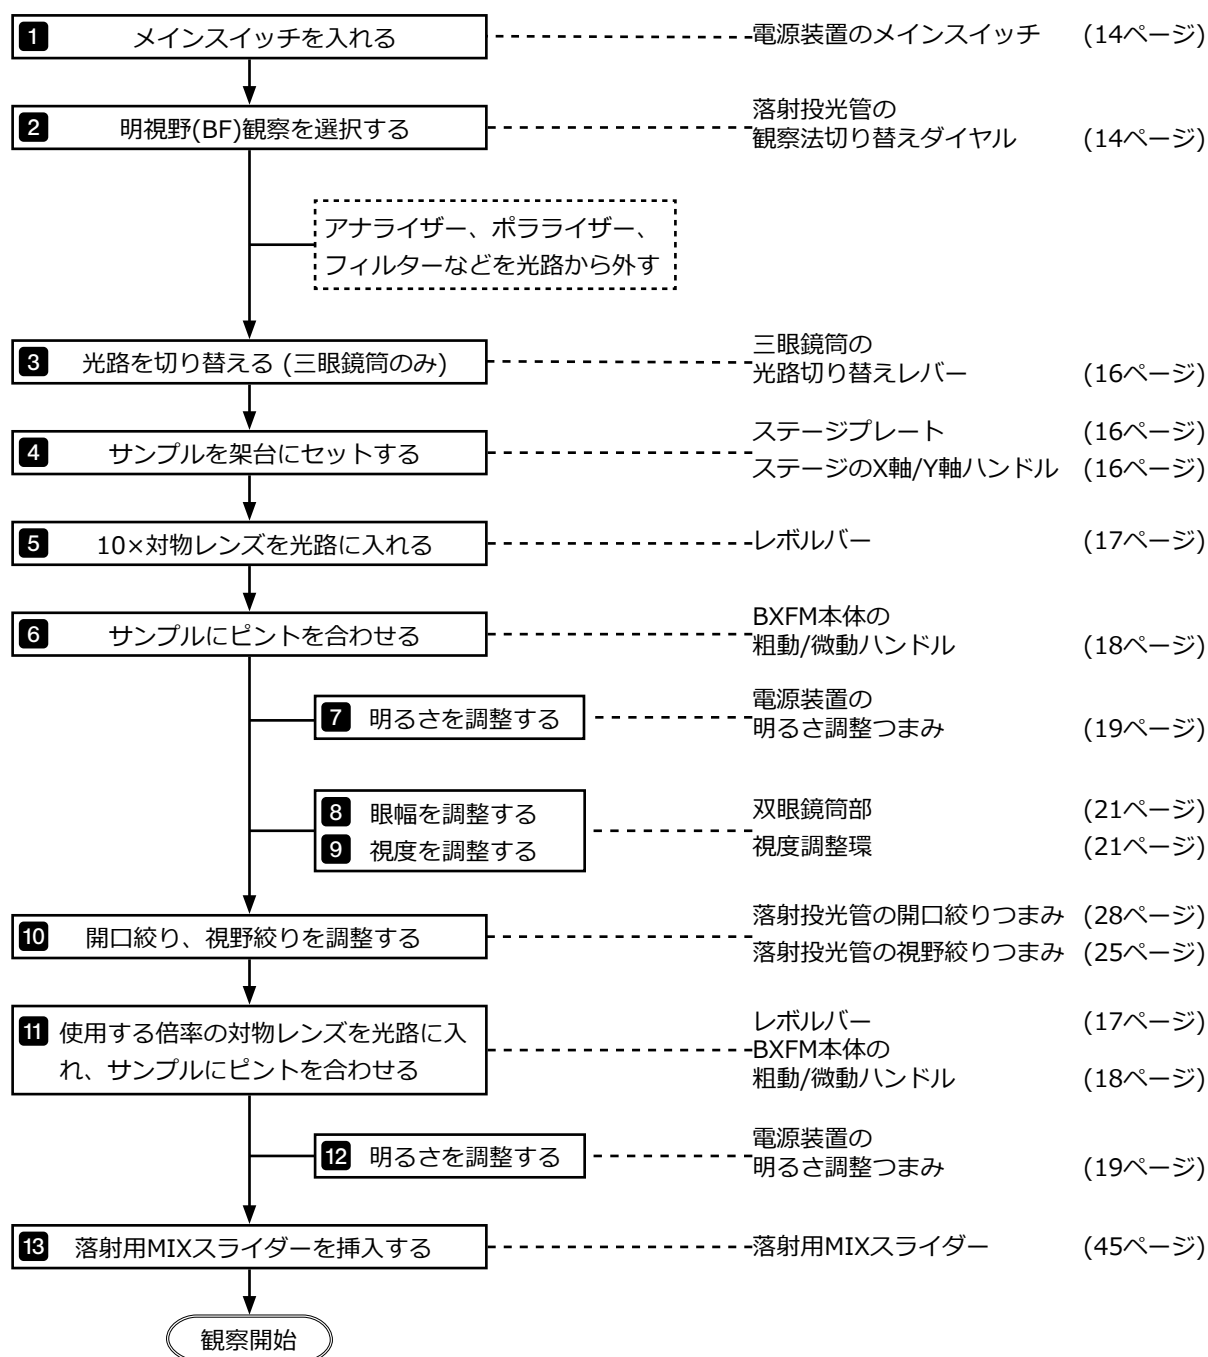 1 メインスイッチを入れる
電源装置のメインスイッチ (14ページ)
2 明視野(BF)観察を選択する
落射投光管の
観察法切り替えダイヤル (14ページ)
アナライザー、ポラライザー、
フィルターなどを光路から外す
3 光路を切り替える (三眼鏡筒のみ)
三眼鏡筒の
光路切り替えレバー (16ページ)
4 サンプルを架台にセットする
ステージプレート (16ページ)
ステージのX軸/Y軸ハンドル (16ページ)
5 10×対物レンズを光路に入れる
レボルバー (17ページ)
6 サンプルにピントを合わせる
BXFM本体の
粗動/微動ハンドル (18ページ)
7 明るさを調整する
電源装置の
明るさ調整つまみ (19ページ)
8 眼幅を調整する
9 視度を調整する
双眼鏡筒部 (21ページ)
視度調整環 (21ページ)
10 開口絞り、視野絞りを調整する
落射投光管の開口絞りつまみ (28ページ)
落射投光管の視野絞りつまみ (25ページ)
11 使用する倍率の対物レンズを光路に入
れ、サンプルにピントを合わせる
レボルバー (17ページ)
BXFM本体の
粗動/微動ハンドル (18ページ)
12 明るさを調整する
電源装置の
明るさ調整つまみ (19ページ)
13 落射用MIXスライダーを挿入する
落射用MIXスライダー (45ページ)
観察開始